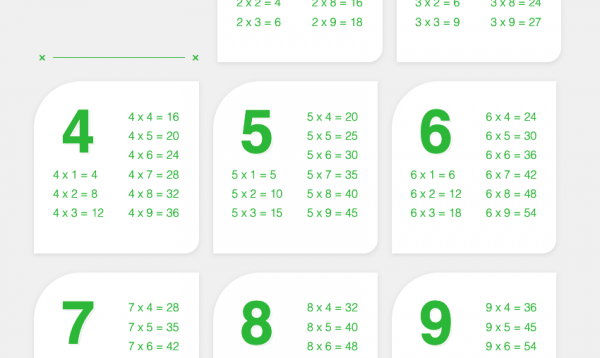 2 x 2 = 4
2 x 8 = 16
2 x 3 = 6
2 x 9 = 18
3 x 2 = 6
3 x 8 = 24
3 x 3 = 9
3 x 9 = 27
4
4 x 4 = 16
4 x 5 = 20
4 x 6 = 24
4 x 1 = 4
4 x 7 = 28
4 x 2 = 8
4 x 8 = 32
4 x 3 = 12
4 x 9 = 36
5
5 x 4 = 20
5 x 5 = 25
5 x 6 = 30
5 x 1 = 5
5 x 7 = 35
5 x 2 = 10
5 x 8 = 40
5 x 3 = 15
5 x 9 = 45
6
6 x 4 = 24
6 x 5 = 30
6 x 6 = 36
6 x 1 = 6
6 x 7 = 42
6 x 2 = 12
6 x 8 = 48
6 x 3 = 18
6 x 9 = 54
7
7 x 4 = 28
7 x 5 = 35
7 x 6 = 42
8
8 x 4 = 32
8 x 5 = 40
8 x 6 = 48
9
9 x 4 = 36
9 x 5 = 45
9 x 6 = 54